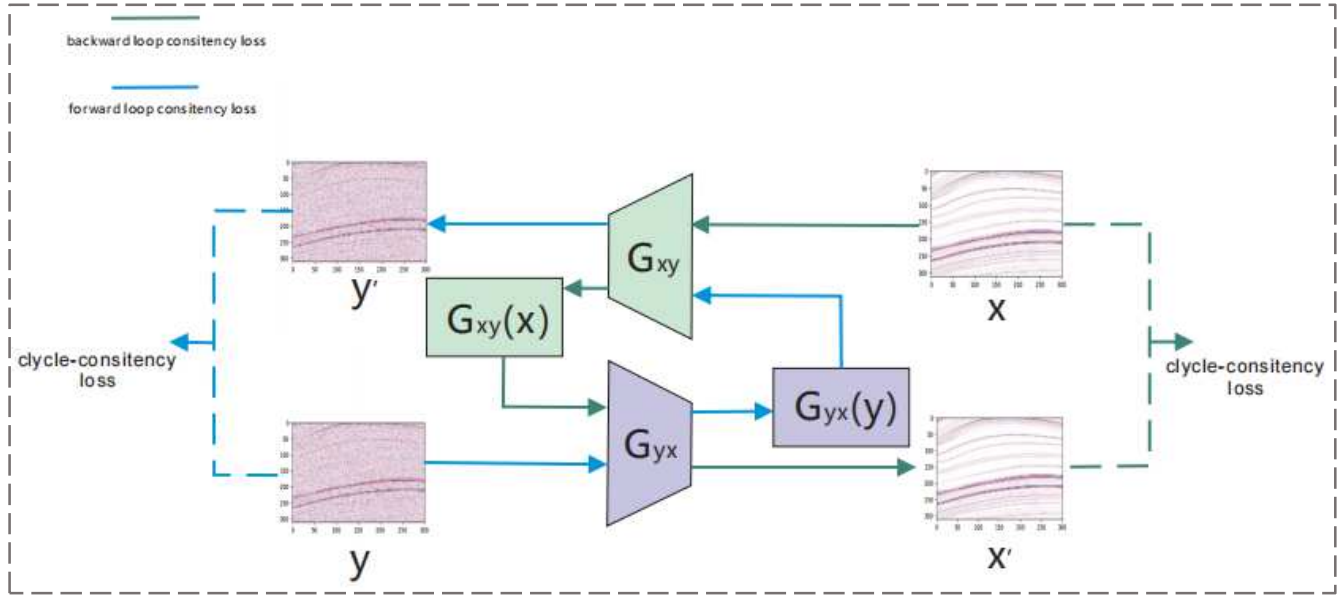 backward loop consitency loss
forward loop consitency loss
y'
x
Gxy
Gxy(x)
clycle-consitency
loss
clycle-consitency
loss
Gyx
Gyx(y)
y
x'